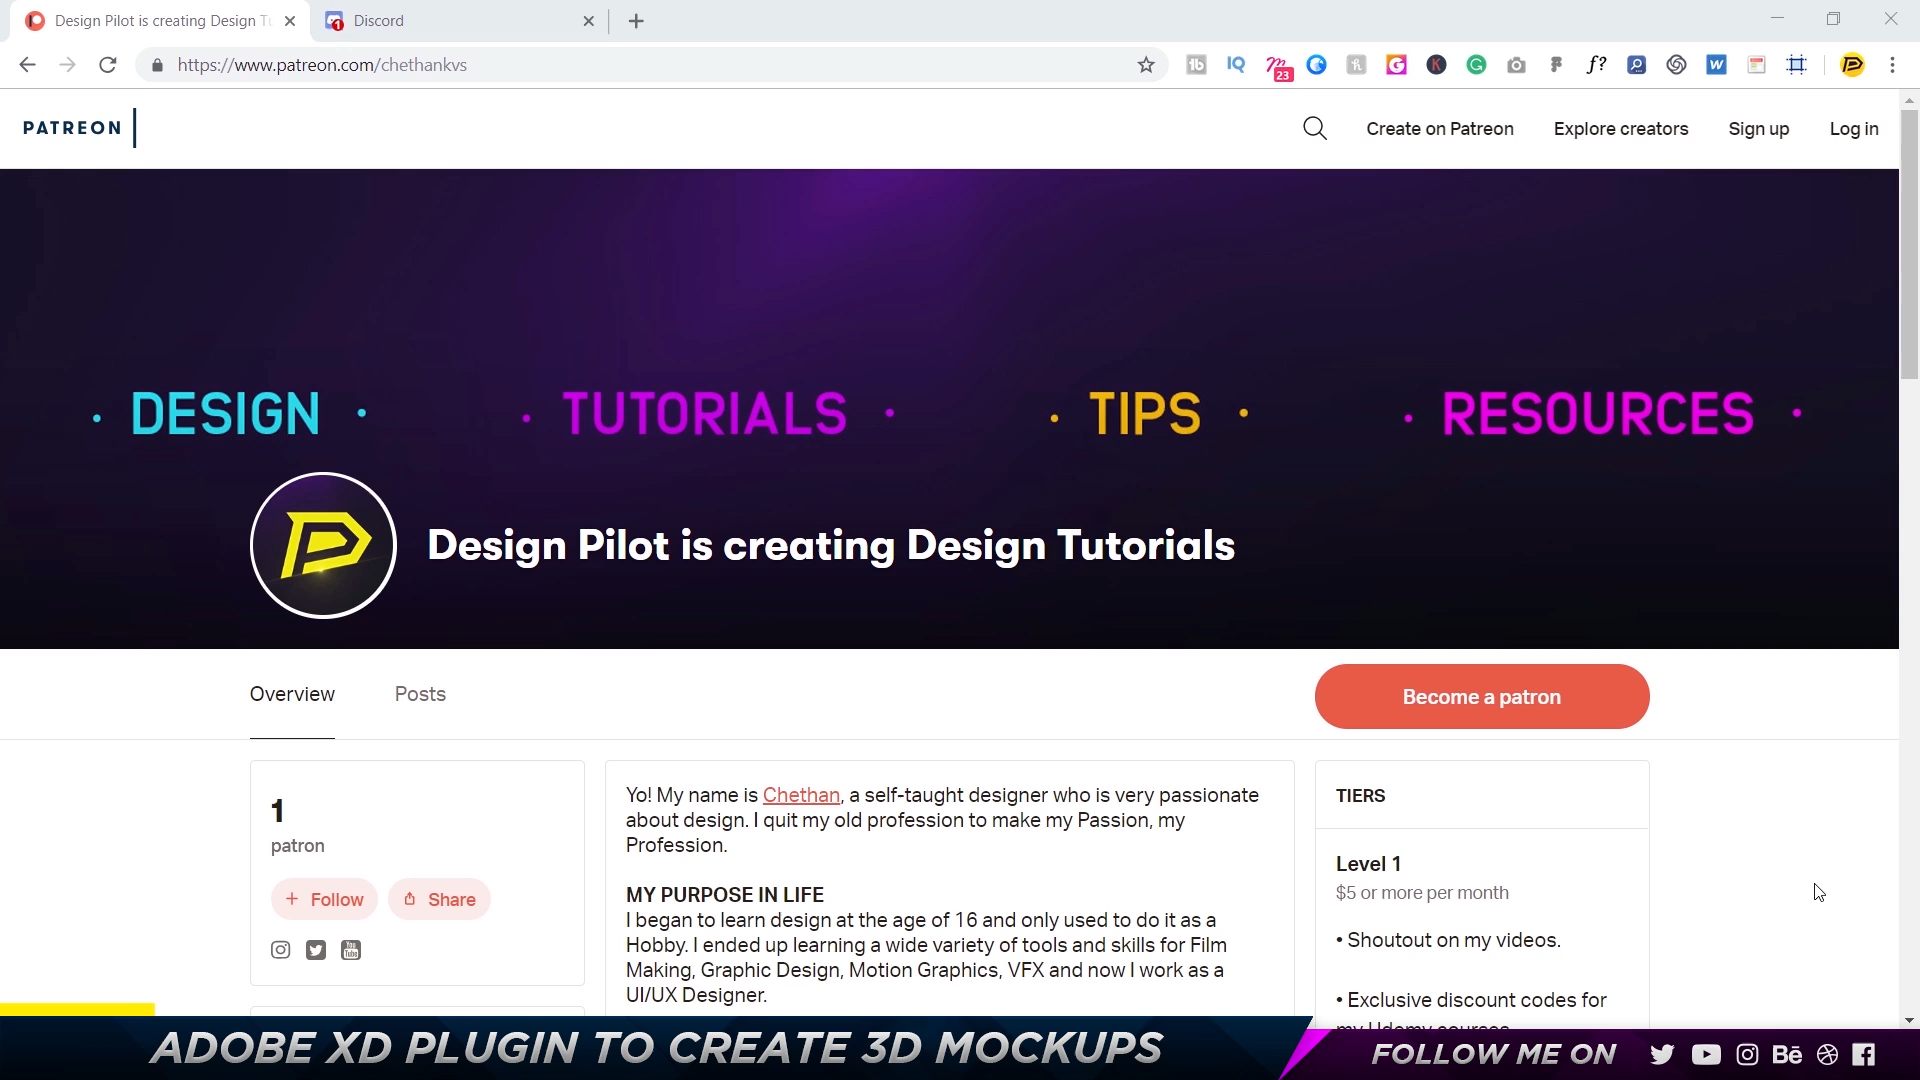 Design Pilot is creating Design Tu
Discord
https://www.patreon.com/chethankvs
23
PATREON
Create on Patreon
Explore creators
Sign up
Log in
• DESIGN •
• TUTORIALS •
• TIPS •
• RESOURCES •
Design Pilot is creating Design Tutorials
Overview
Posts
Become a patron
1
patron
+ Follow
Share
Yo! My name is Chethan, a self-taught designer who is very passionate
about design. I quit my old profession to make my Passion, my
Profession.
MY PURPOSE IN LIFE
I began to learn design at the age of 16 and only used to do it as a
Hobby. I ended up learning a wide variety of tools and skills for Film
Making, Graphic Design, Motion Graphics, VFX and now I work as a
UI/UX Designer.
TIERS
Level 1
$5 or more per month
• Shoutout on my videos.
• Exclusive discount codes for
my Udemy courses
ADOBE XD PLUGIN TO CREATE 3D MOCKUPS
FOLLOW ME ON